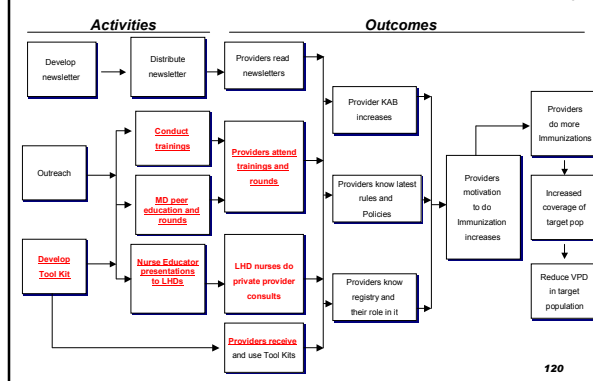 Activities
Outcomes
Develop
newsletter
Distribute
newsletter
Providers read
newsletters
Provider KAB
increases
Providers
do more
Immunizations
Outreach
Conduct
trainings
MD peer
education and
rounds
Providers attend
trainings and
rounds
Providers know latest
rules and
Policies
Providers
motivation
to do
Immunization
increases
Increased
coverage of
target pop
Develop
Tool Kit
Nurse Educator
presentations
to LHDs
LHD nurses do
private provider
consults
Providers know
registry and
their role in it
Reduce VPD
in target
population
Providers receive
and use Tool Kits
120